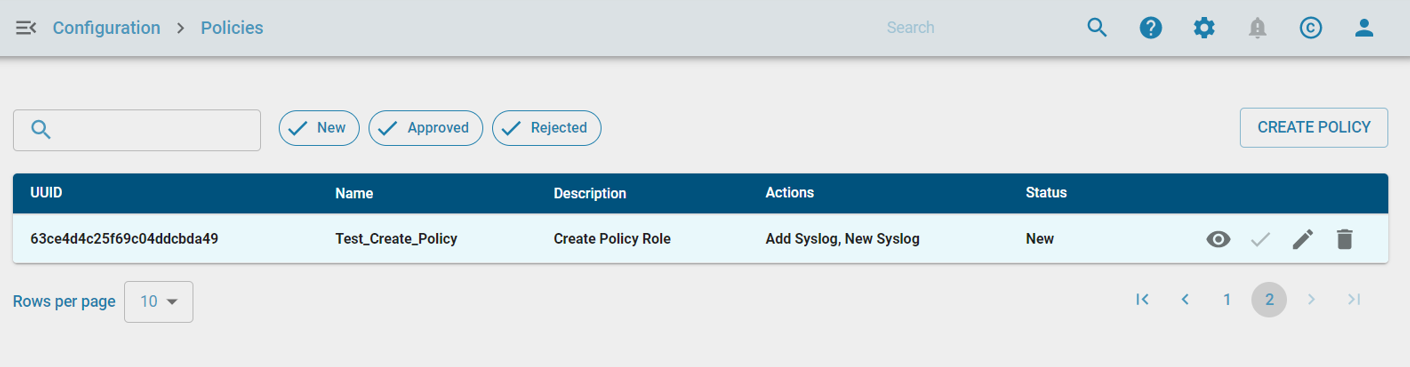 Configuration > Policies Search
New Approved Rejected CREATE POLICY
UUID Name Description Actions Status
63ce4d4c25f69c04ddcbda49 Test_Create_Policy Create Policy Role Add Syslog, New Syslog New
Rows per page 10 1 2